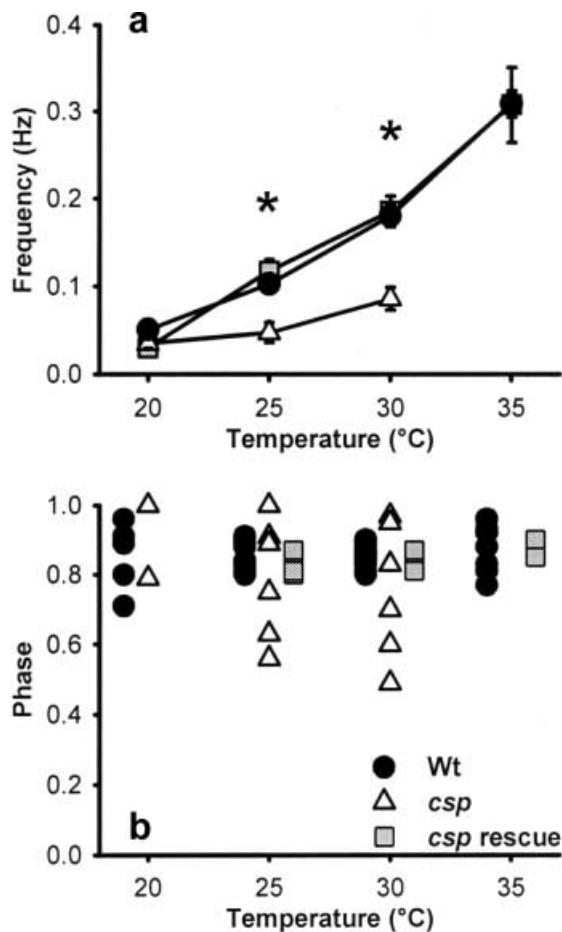 a
0.4
0.3
0.2
0.1
0.0
Frequency (Hz)
*
*
20 25 30 35
Temperature (°C)
1.0
0.8
0.6
0.4
0.2
0.0
Phase
Wt
csp
csp rescue
b
20 25 30 35
Temperature (°C)